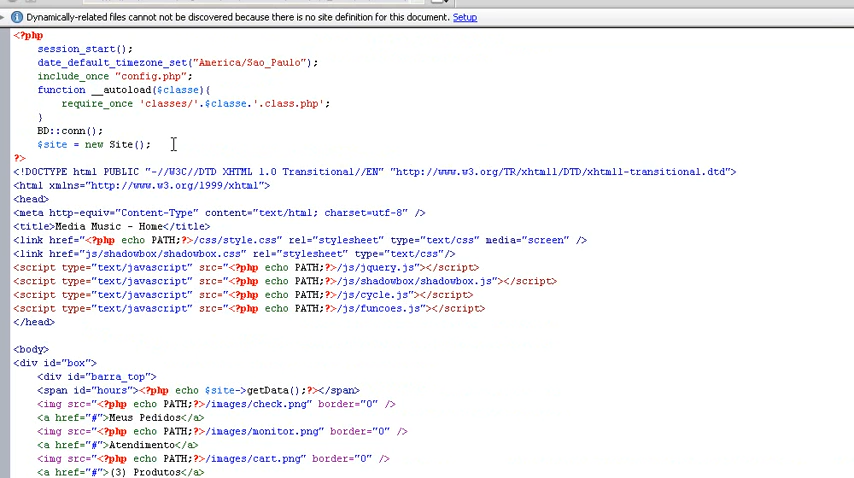 Dynamically-related files cannot not be discovered because there is no site definition for this document. Setup
<?php
session_start();
date_default_timezone_set("America/Sao_Paulo");
include_once "config.php";
function __autoload($classe){
require_once 'classes/'.$classe.'.class.php';
}
BD::conn();
$site = new Site();
?>
<!DOCTYPE html PUBLIC "-//W3C//DTD XHTML 1.0 Transitional//EN" "http://www.w3.org/TR/xhtml1/DTD/xhtml1-transitional.dtd">
<html xmlns="http://www.w3.org/1999/xhtml">
<head>
<meta http-equiv="Content-Type" content="text/html; charset=utf-8" />
<title>Media Music - Home</title>
<link href="<?php echo PATH;?>/css/style.css" rel="stylesheet" type="text/css" media="screen" />
<link href="js/shadowbox/shadowbox.css" rel="stylesheet" type="text/css"/>
<script type="text/javascript" src="<?php echo PATH;?>/js/jquery.js"></script>
<script type="text/javascript" src="<?php echo PATH;?>/js/shadowbox/shadowbox.js"></script>
<script type="text/javascript" src="<?php echo PATH;?>/js/cycle.js"></script>
<script type="text/javascript" src="<?php echo PATH;?>/js/funcoes.js"></script>
</head>
<body>
<div id="box">
<div id="barra_top">
<span id="hours"><?php echo $site->getData();?></span>
<img src="<?php echo PATH;?>/images/check.png" border="0" />
<a href="#">Meus Pedidos</a>
<img src="<?php echo PATH;?>/images/monitor.png" border="0" />
<a href="#">Atendimento</a>
<img src="<?php echo PATH;?>/images/cart.png" border="0" />
<a href="#">(3) Produtos</a>